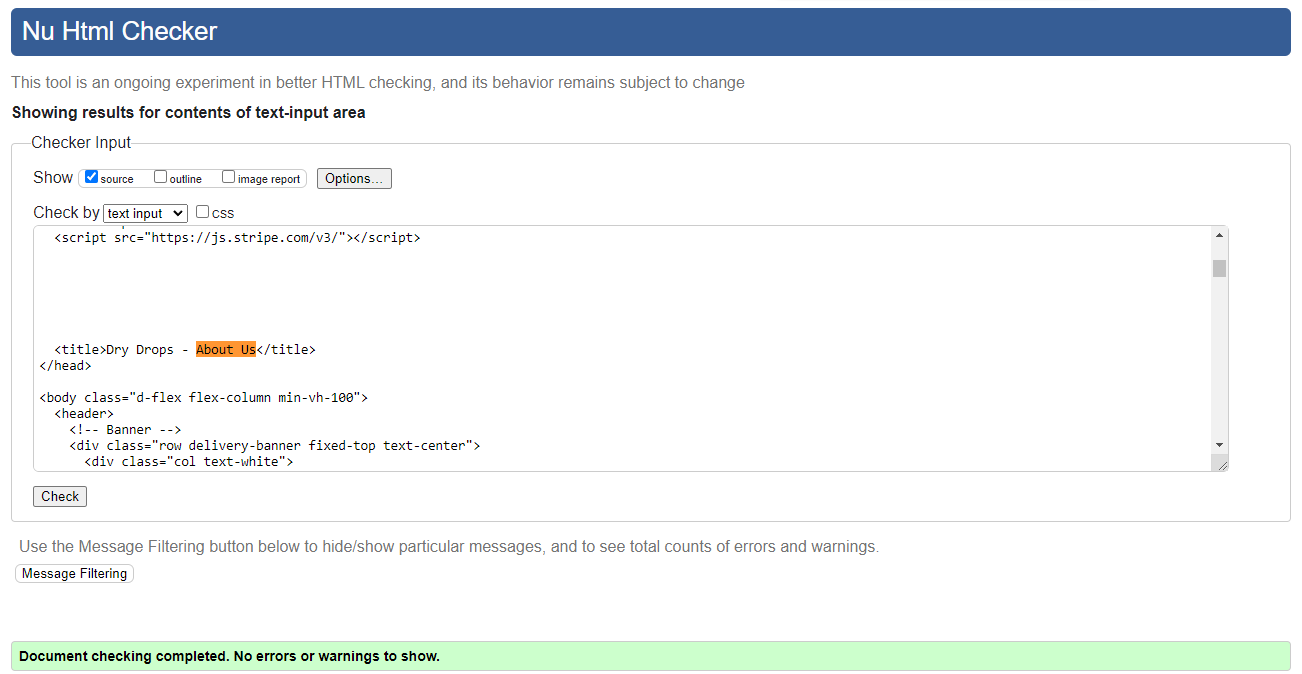 Nu Html Checker
This tool is an ongoing experiment in better HTML checking, and its behavior remains subject to change
Showing results for contents of text-input area
Checker Input
Show source outline image report Options...
Check by text input css
<script src="https://js.stripe.com/v3/"></script>
<title>Dry Drops - About Us</title>
</head>
<body class="d-flex flex-column min-vh-100">
<header>
<!-- Banner -->
<div class="row delivery-banner fixed-top text-center">
<div class="col text-white">
Check
Use the Message Filtering button below to hide/show particular messages, and to see total counts of errors and warnings.
Message Filtering
Document checking completed. No errors or warnings to show.